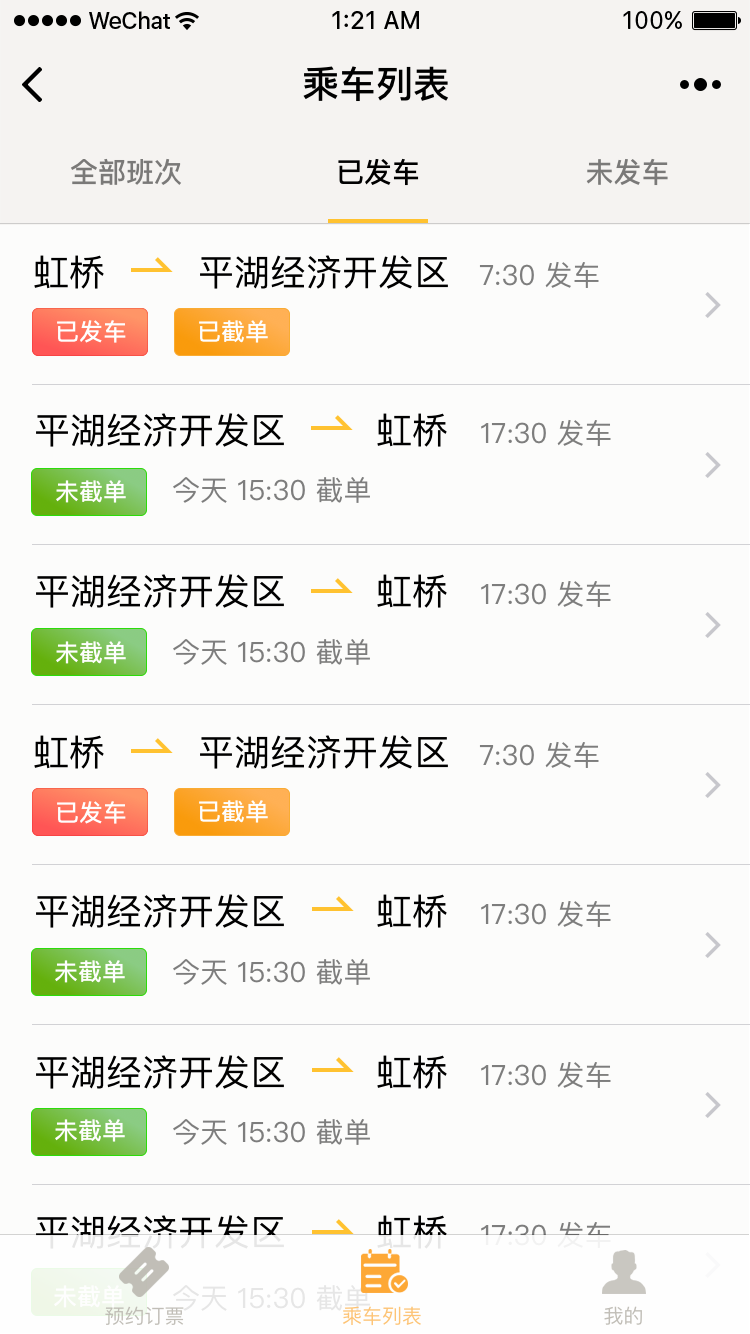 WeChat 1:21 AM 100%
乘车列表
全部班次 已发车 未发车
虹桥 平湖经济开发区 7:30 发车
已发车 已截单
平湖经济开发区 虹桥 17:30 发车
未截单 今天 15:30 截单
平湖经济开发区 虹桥 17:30 发车
未截单 今天 15:30 截单
虹桥 平湖经济开发区 7:30 发车
已发车 已截单
平湖经济开发区 虹桥 17:30 发车
未截单 今天 15:30 截单
平湖经济开发区 虹桥 17:30 发车
未截单 今天 15:30 截单
平湖经济开发区 虹桥 17:30 发车
未截单 今天 15:30 截单
预约订票 乘车列表 我的